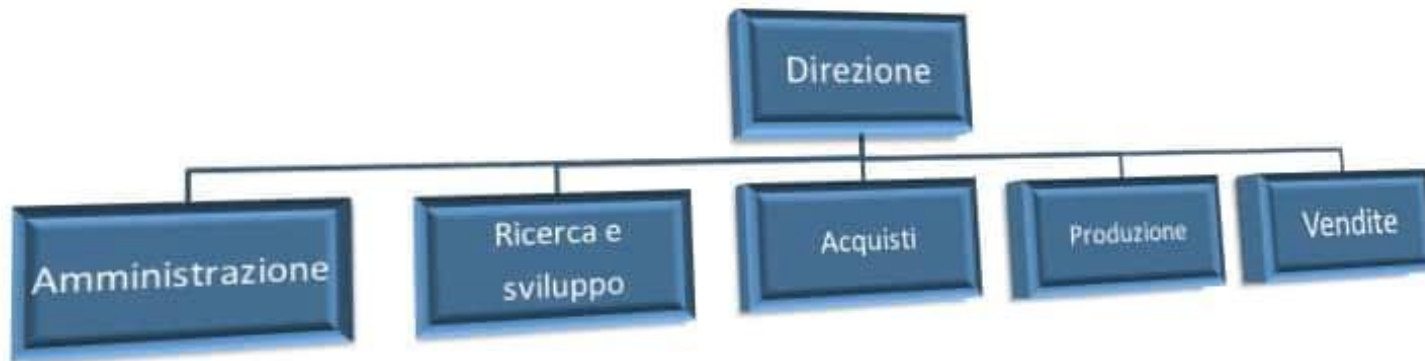 Direzione
Amministrazione
Ricerca e
sviluppo
Acquisti
Produzione
Vendite